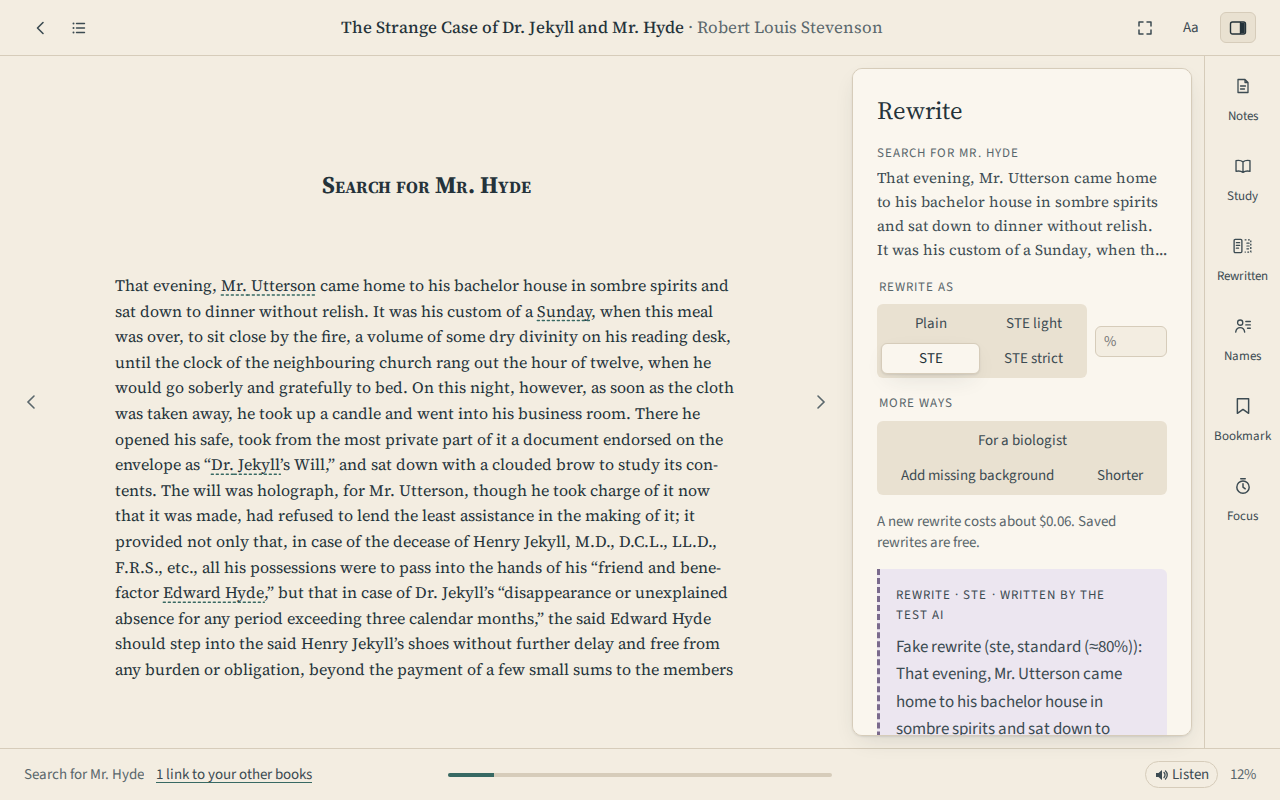 The Strange Case of Dr. Jekyll and Mr. Hyde · Robert Louis Stevenson
Aa
Search for Mr. Hyde
That evening, Mr. Utterson came home to his bachelor house in sombre spirits and
sat down to dinner without relish. It was his custom of a Sunday, when this meal
was over, to sit close by the fire, a volume of some dry divinity on his reading desk,
until the clock of the neighbouring church rang out the hour of twelve, when he
would go soberly and gratefully to bed. On this night, however, as soon as the cloth
was taken away, he took up a candle and went into his business room. There he
opened his safe, took from the most private part of it a document endorsed on the
envelope as “Dr. Jekyll’s Will,” and sat down with a clouded brow to study its con-
tents. The will was holograph, for Mr. Utterson, though he took charge of it now
that it was made, had refused to lend the least assistance in the making of it; it
provided not only that, in case of the decease of Henry Jekyll, M.D., D.C.L., LL.D.,
F.R.S., etc., all his possessions were to pass into the hands of his “friend and bene-
factor Edward Hyde,” but that in case of Dr. Jekyll’s “disappearance or unexplained
absence for any period exceeding three calendar months,” the said Edward Hyde
should step into the said Henry Jekyll’s shoes without further delay and free from
any burden or obligation, beyond the payment of a few small sums to the members
Rewrite
SEARCH FOR MR. HYDE
That evening, Mr. Utterson came home
to his bachelor house in sombre spirits
and sat down to dinner without relish.
It was his custom of a Sunday, when th...
REWRITE AS
Plain STE light
STE STE strict
%
MORE WAYS
For a biologist
Add missing background Shorter
A new rewrite costs about $0.06. Saved
rewrites are free.
REWRITE · STE · WRITTEN BY THE
TEST AI
Fake rewrite (ste, standard (≈80%)):
That evening, Mr. Utterson came
home to his bachelor house in
sombre spirits and sat down to
Notes
Study
Rewritten
Names
Bookmark
Focus
Search for Mr. Hyde 1 link to your other books
Listen 12%